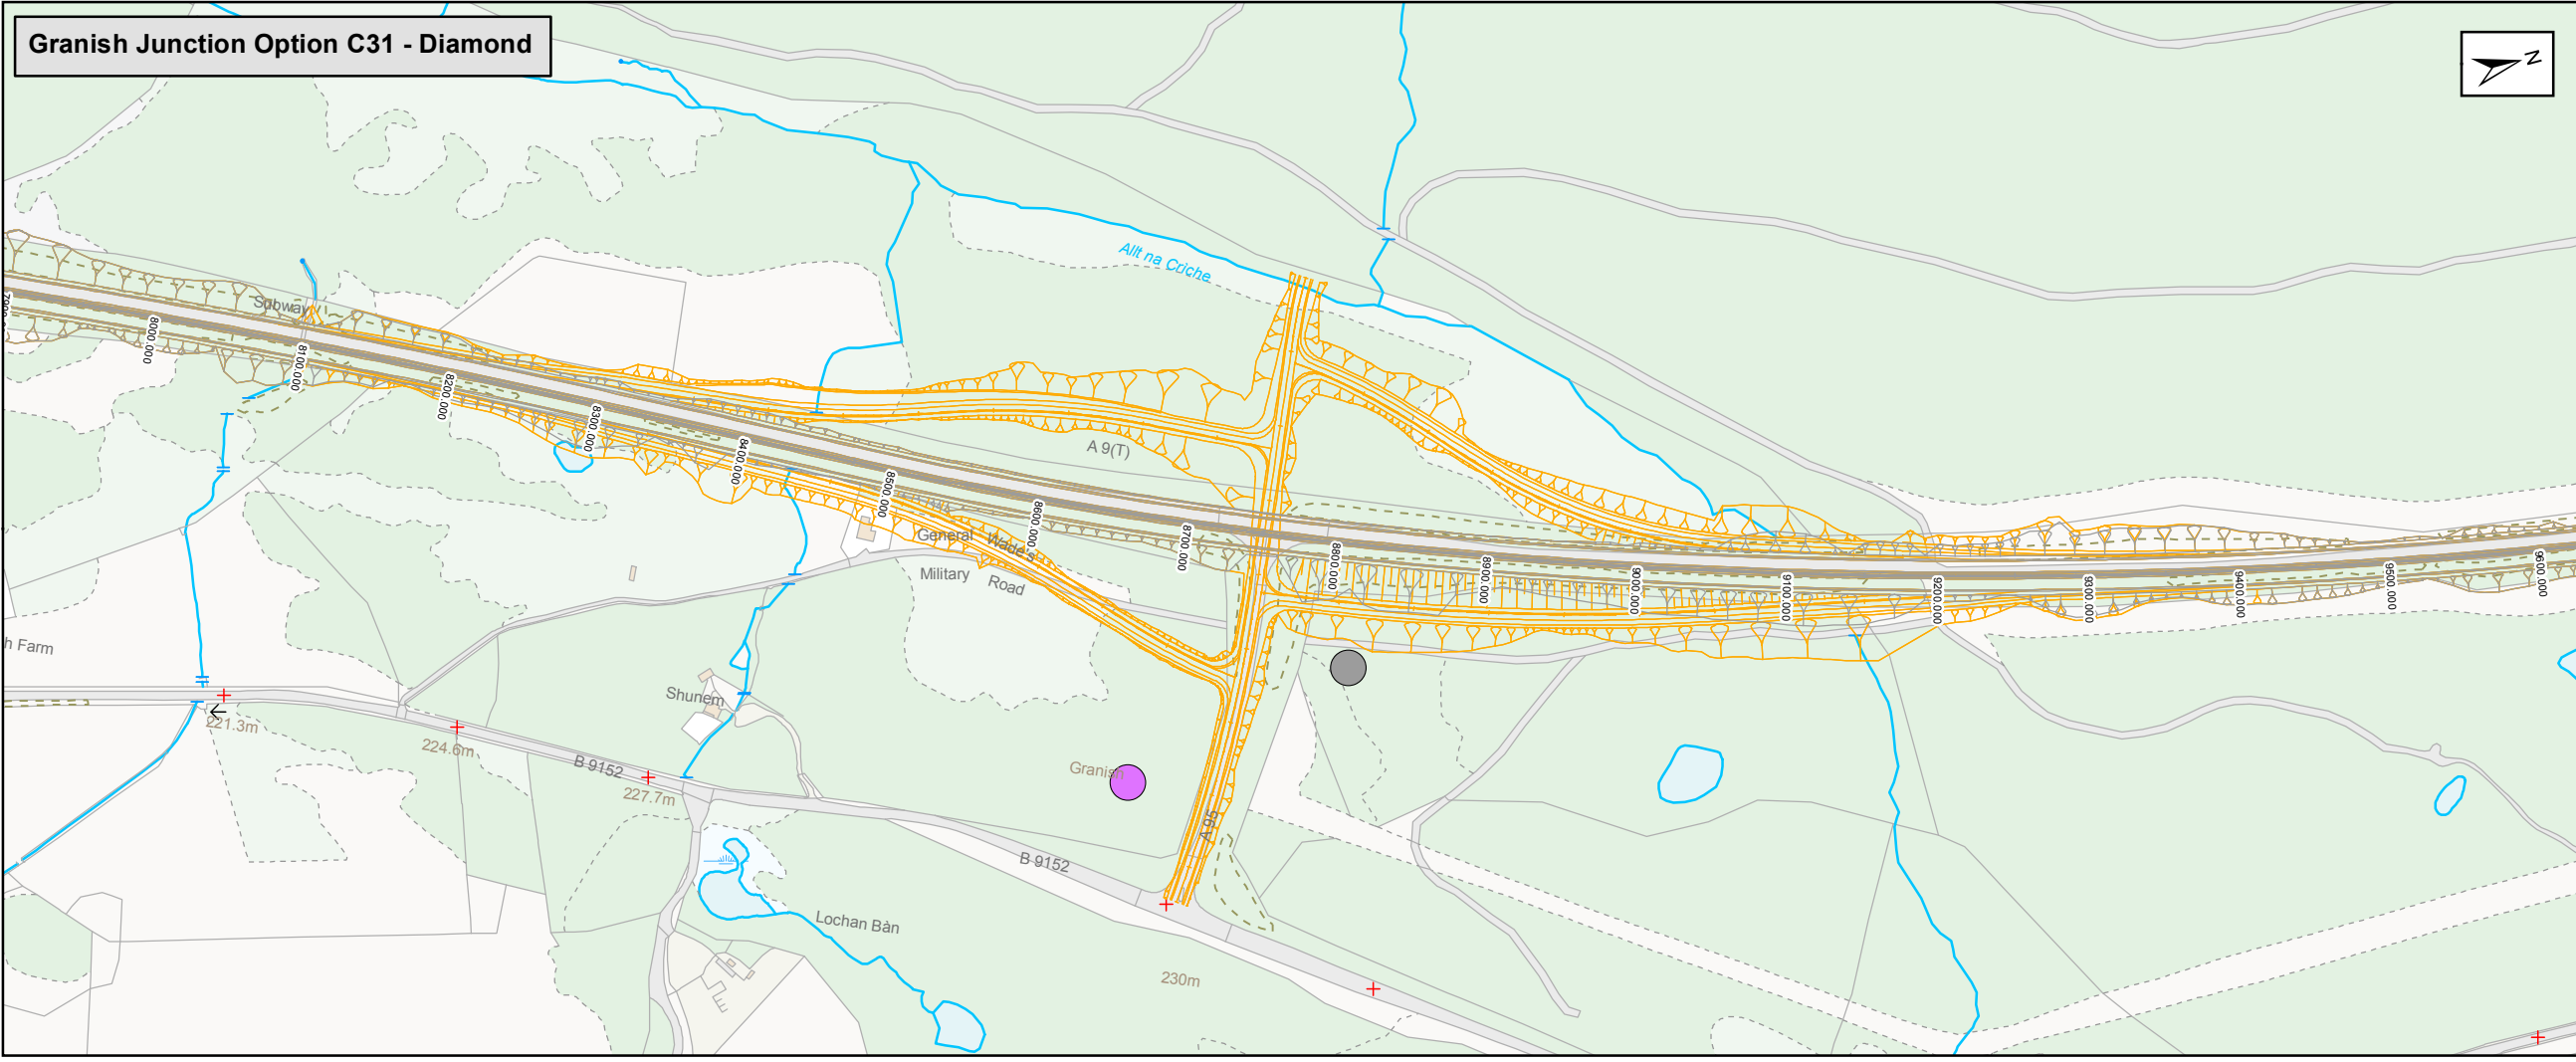 Granish Junction Option C31 - Diamond
N
Allt na Crìche
Subway
8000.000
8100.000
8200.000
8300.000
8400.000
8500.000
8600.000
8700.000
8800.000
8900.000
9000.000
9100.000
9200.000
9300.000
9400.000
9500.000
9600.000
A 9(T)
General Wade's
Military Road
h Farm
Shunem
221.3m
224.6m
B 9152
227.7m
Granish
A 95
B 9152
Lochan Bàn
230m